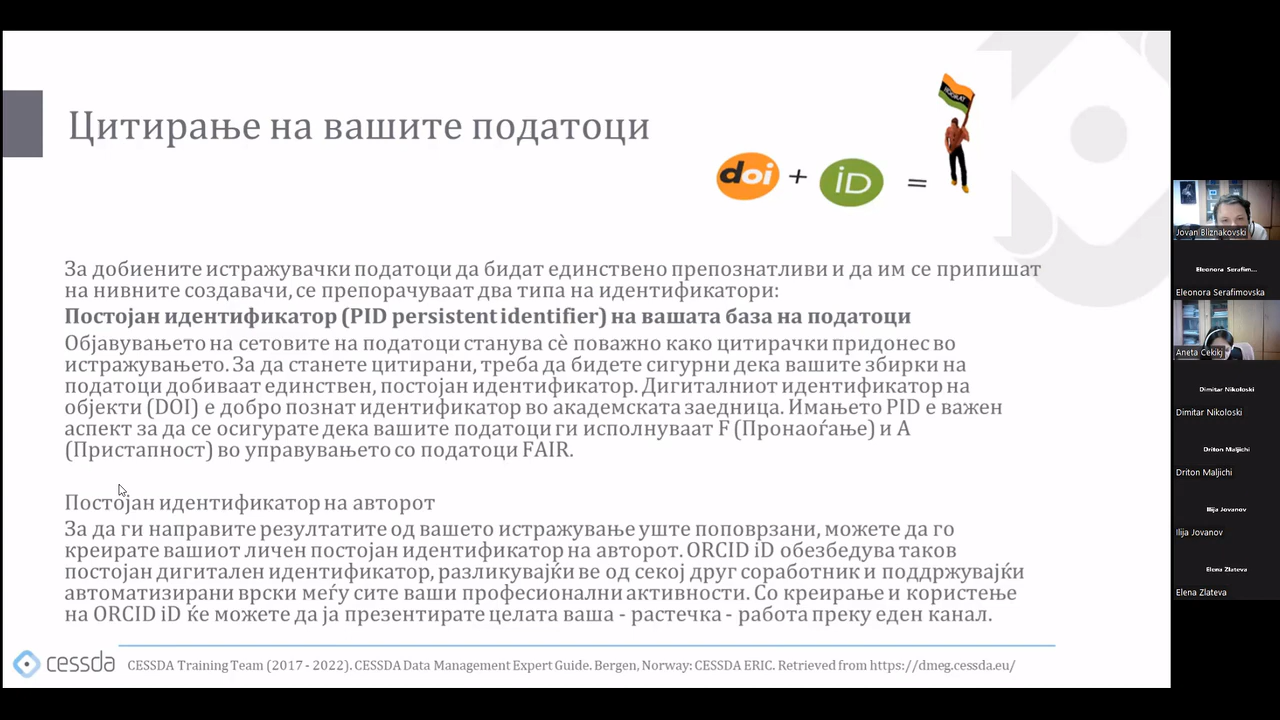 Цитирање на вашите податоци
doi + iD =
За добиените истражувачки податоци да бидат единствено препознатливи и да им се припишат
на нивните создавачи, се препорачуваат два типа на идентификатори:
Постојан идентификатор (PID persistent identifier) на вашата база на податоци
Објавувањето на сетовите на податоци станува сѐ поважно како цитирачки придонес во
истражувањето. За да станете цитирани, треба да бидете сигурни дека вашите збирки на
податоци добиваат единствен, постојан идентификатор. Дигиталниот идентификатор на
објекти (DOI) е добро познат идентификатор во академската заедница. Имањето PID е важен
аспект за да се осигурате дека вашите податоци ги исполнуваат F (Пронаоѓање) и A
(Пристапност) во управувањето со податоци FAIR.
Постојан идентификатор на авторот
За да ги направите резултатите од вашето истражување уште поповрзани, можете да го
креирате вашиот личен постојан идентификатор на авторот. ORCID iD обезбедува таков
постојан дигитален идентификатор, разликувајќи ве од секој друг соработник и поддржувајќи
автоматизирани врски меѓу сите ваши професионални активности. Со креирање и користење
на ORCID iD ќе можете да ја презентирате целата ваша - растечка - работа преку еден канал.
cessda
CESSDA Training Team (2017 - 2022). CESSDA Data Management Expert Guide. Bergen, Norway: CESSDA ERIC. Retrieved from https://dmeg.cessda.eu/
Jovan Bliznakovski
Eleonora Serafim...
Eleonora Serafimovska
Aneta Cekikj
Dimitar Nikoloski
Dimitar Nikoloski
Driton Maljichi
Driton Maljichi
Ilija Jovanov
Ilija Jovanov
Elena Zlateva
Elena Zlateva